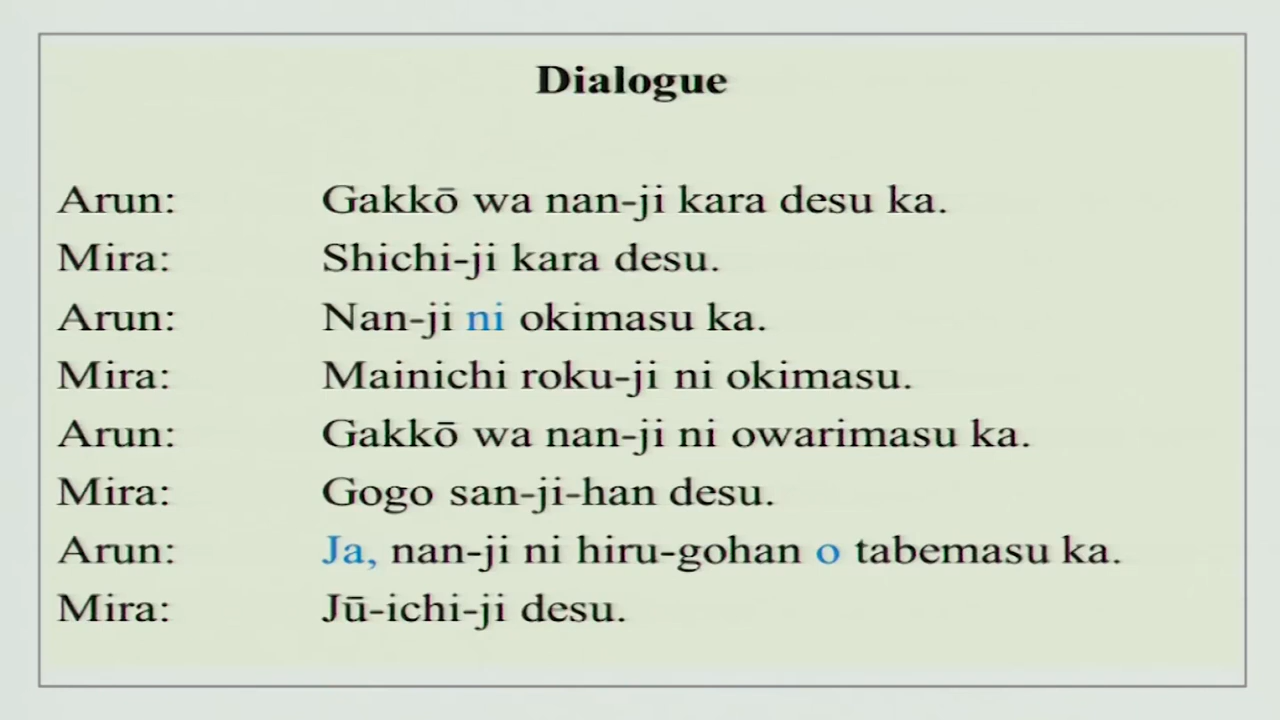 Dialogue
Arun: Gakkō wa nan-ji kara desu ka.
Mira: Shichi-ji kara desu.
Arun: Nan-ji ni okimasu ka.
Mira: Mainichi roku-ji ni okimasu.
Arun: Gakkō wa nan-ji ni owarimasu ka.
Mira: Gogo san-ji-han desu.
Arun: Ja, nan-ji ni hiru-gohan o tabemasu ka.
Mira: Jū-ichi-ji desu.